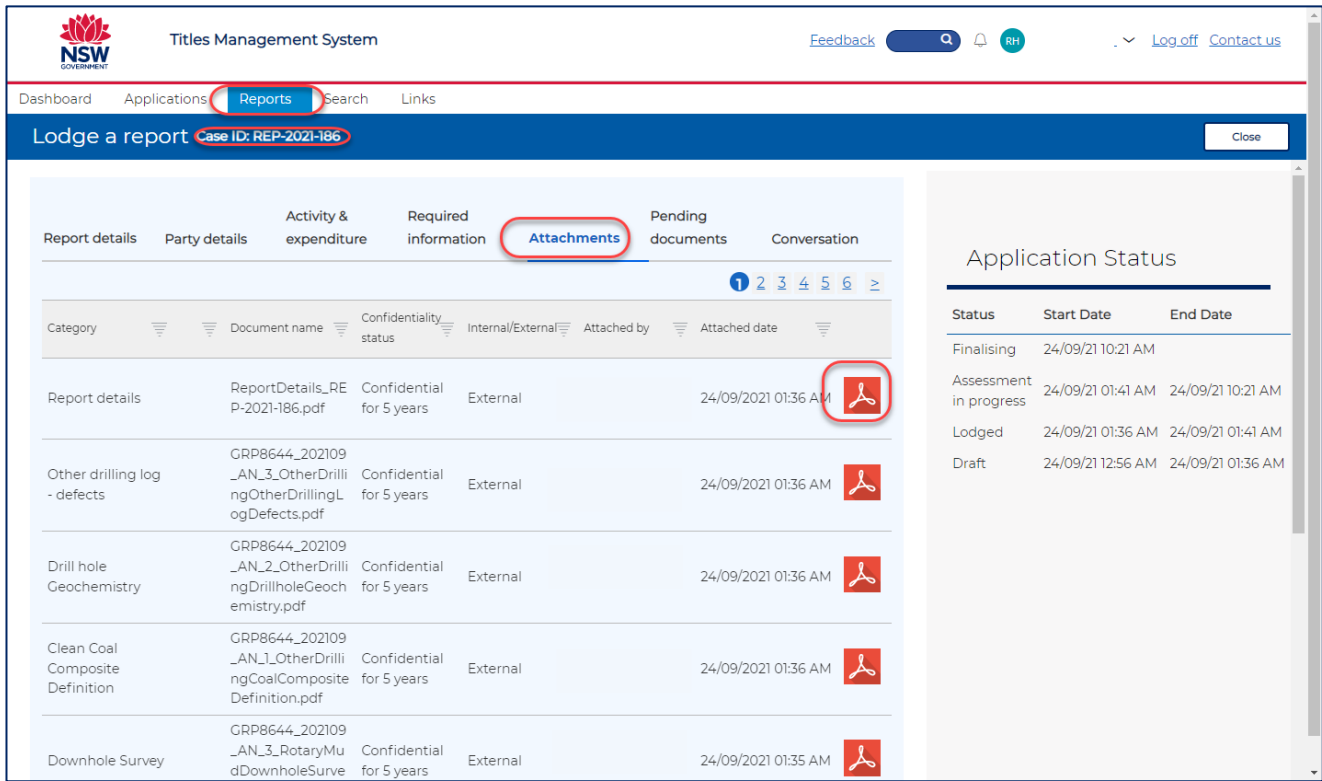 NSW
GOVERNMENT
Titles Management System
Feedback
RH
Log off Contact us
Dashboard Applications Reports Search Links
Lodge a report Case ID: REP-2021-186
Close
Report details Party details Activity & expenditure Required information Attachments Pending documents Conversation
1 2 3 4 5 6 >
Category Document name Confidentiality status Internal/External Attached by Attached date
Report details
ReportDetails_RE
P-2021-186.pdf
Confidential
for 5 years
External
24/09/2021 01:36 AM
Other drilling log
- defects
GRP8644_202109
_AN_3_OtherDrilli
ngOtherDrillingL
ogDefects.pdf
Confidential
for 5 years
External
24/09/2021 01:36 AM
Drill hole
Geochemistry
GRP8644_202109
_AN_2_OtherDrilli
ngDrillholeGeoch
emistry.pdf
Confidential
for 5 years
External
24/09/2021 01:36 AM
Clean Coal
Composite
Definition
GRP8644_202109
_AN_1_OtherDrilli
ngCoalComposite
Definition.pdf
Confidential
for 5 years
External
24/09/2021 01:36 AM
Downhole Survey
GRP8644_202109
_AN_3_RotaryMu
dDownholeSurve
Confidential
for 5 years
External
24/09/2021 01:35 AM
Application Status
Status Start Date End Date
Finalising 24/09/21 10:21 AM
Assessment
in progress
24/09/21 01:41 AM 24/09/21 10:21 AM
Lodged 24/09/21 01:36 AM 24/09/21 01:41 AM
Draft 24/09/21 12:56 AM 24/09/21 01:36 AM